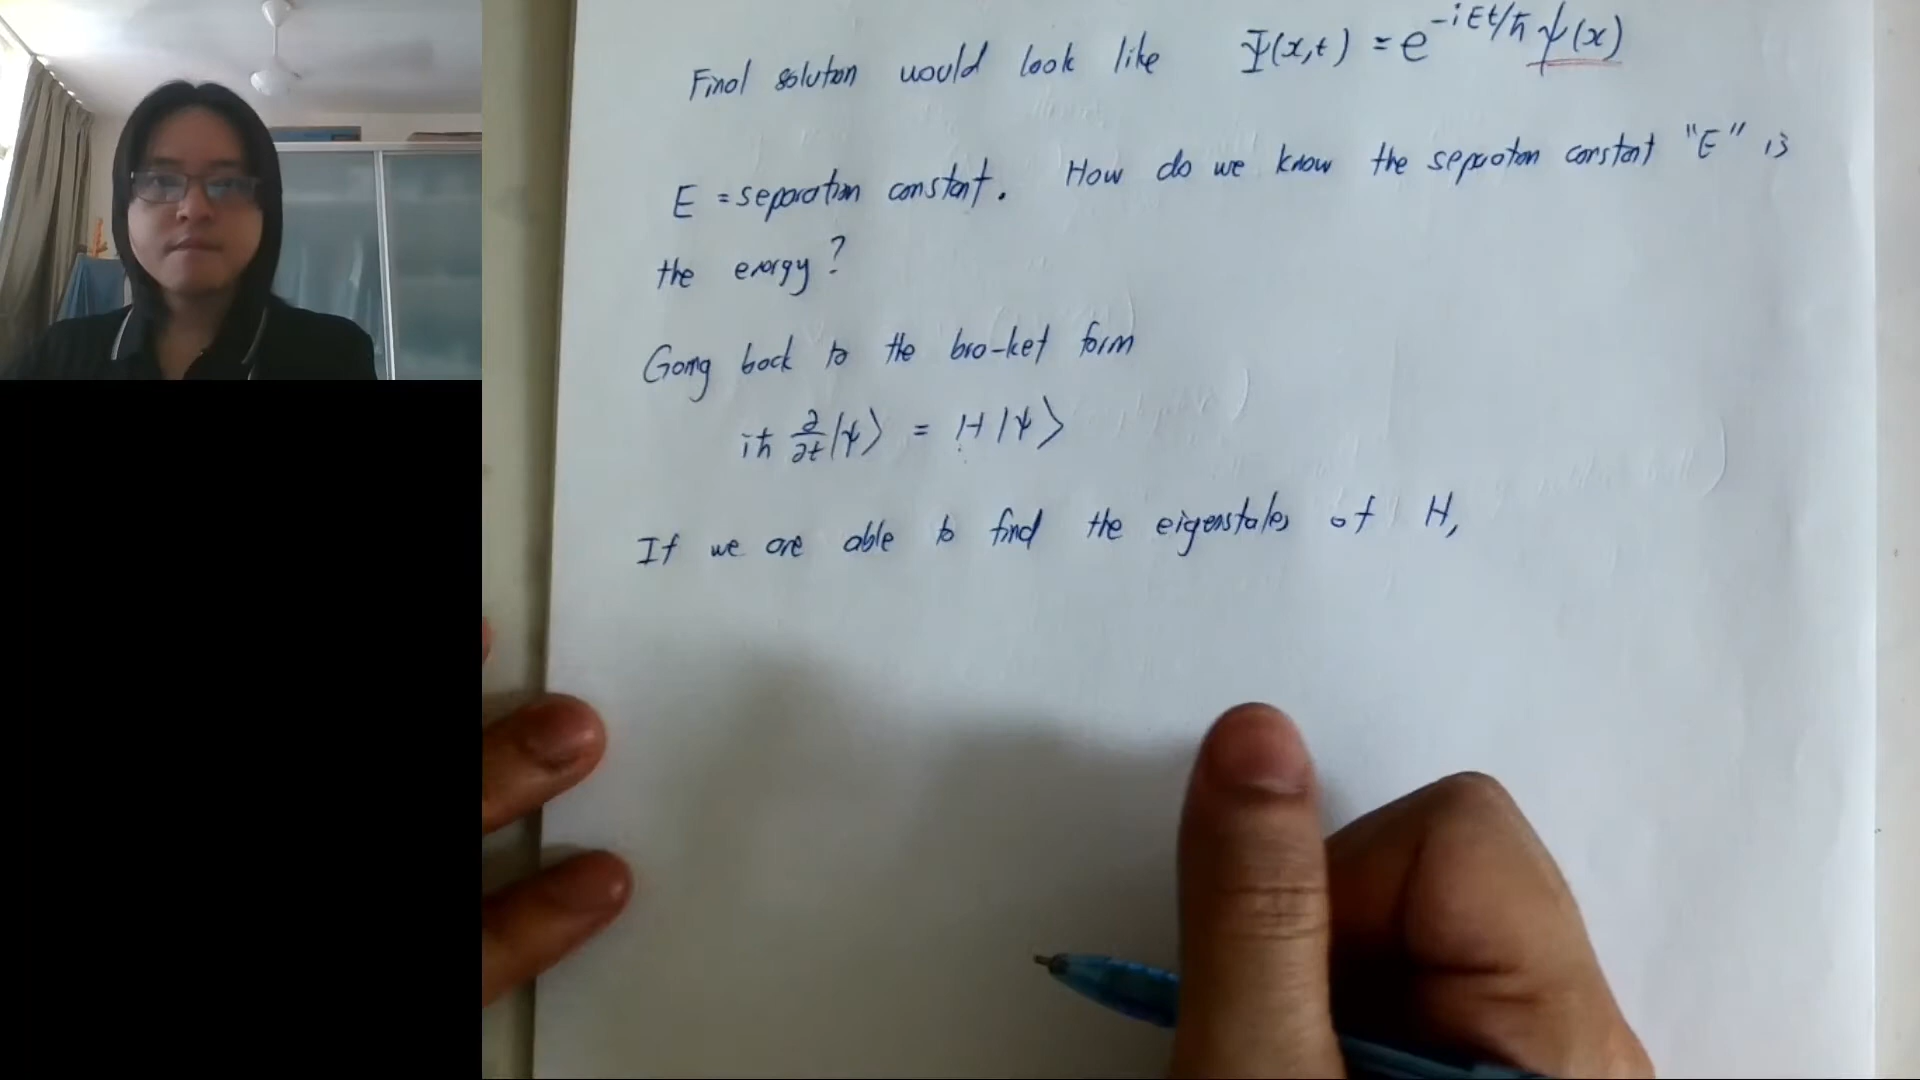 Final solution would look like Ψ(x,t) = e^{-iEt/ħ} ψ(x)
E = separation constant. How do we know the separation constant "E" is
the energy?
Going back to the bra-ket form
iħ ∂/∂t |ψ⟩ = H |ψ⟩
If we are able to find the eigenstates of H,